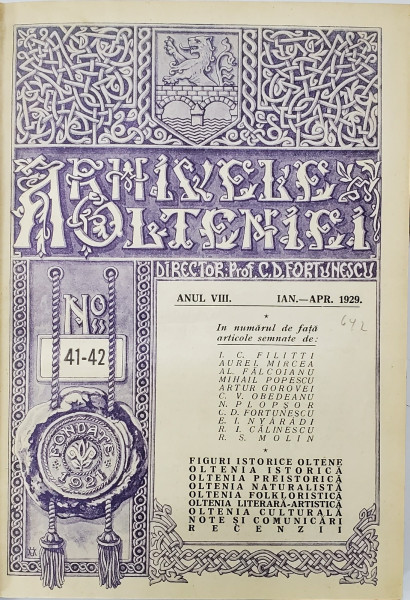 ARHIVELE
OLTENIEI
DIRECTOR, Prof. C. D. FORTUNESCU
No
41-42
ANUL VIII. IAN.—APR. 1929.
642
*
In numărul de față
articole semnate de:
I. C. FILITTI
AUREL MIRCEA
AL. FĂLCOIANU
MIHAIL POPESCU
ARTUR GOROVEI
C. V. OBEDEANU
N. PLOPȘOR
C. D. FORTUNESCU
E. I. NYÁRÁDI
R. I. CĂLINESCU
R. S. MOLIN
*
FIGURI ISTORICE OLTENE
OLTENIA ISTORICĂ
OLTENIA PREISTORICĂ
OLTENIA NATURALISTĂ
OLTENIA FOLKLORISTICĂ
OLTENIA LITERARĂ-ARTISTICĂ
OLTENIA CULTURALĂ
NOTE ȘI COMUNICĂRI
RECENZII
FONDATĂ
1921